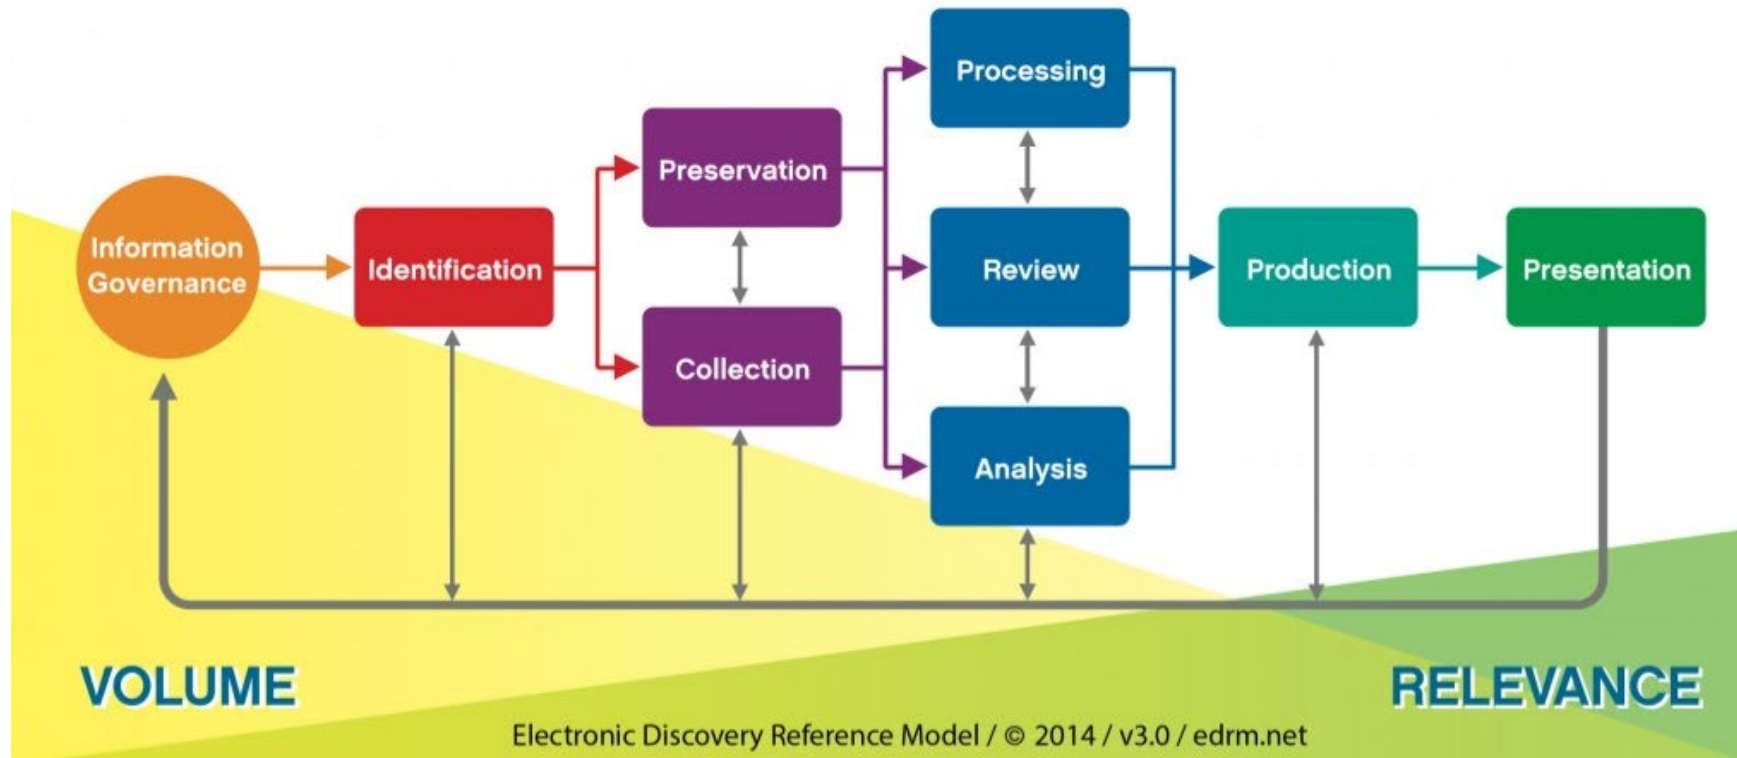 Information
Governance
Identification
Preservation
Collection
Processing
Review
Analysis
Production
Presentation
VOLUME
RELEVANCE
Electronic Discovery Reference Model / © 2014 / v3.0 / edrm.net